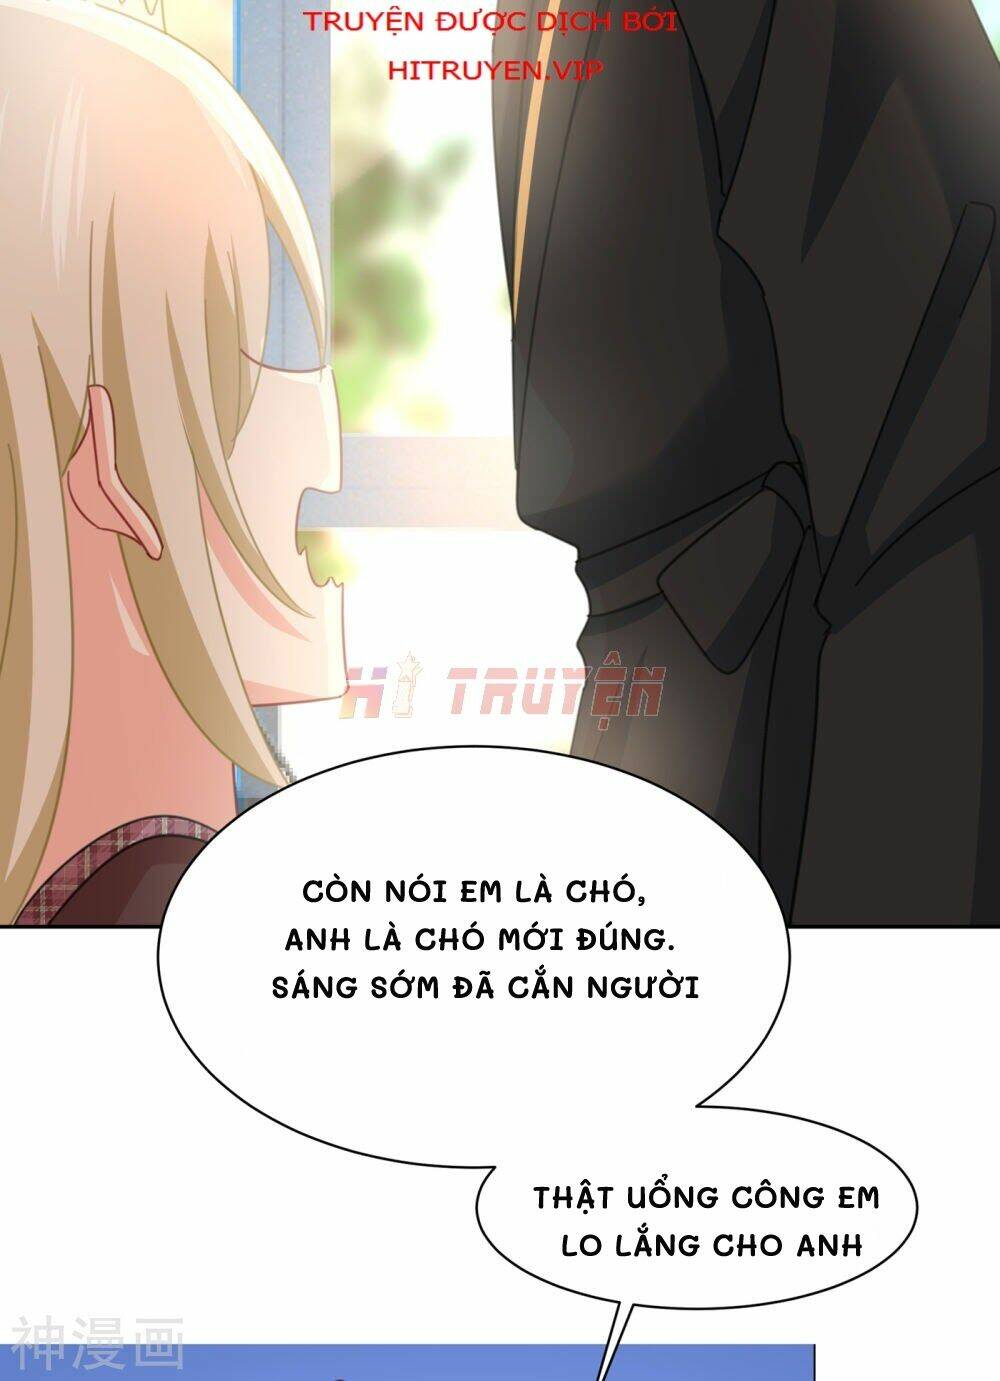 TRUYỆN ĐƯỢC DỊCH BỞI
HITRUYEN.VIP
HI TRUYỆN
CÒN NÓI EM LÀ CHÓ,
ANH LÀ CHÓ MỚI ĐÚNG.
SÁNG SỚM ĐÃ CẮN NGƯỜI
THẬT UỔNG CÔNG EM
LO LẮNG CHO ANH
神漫画